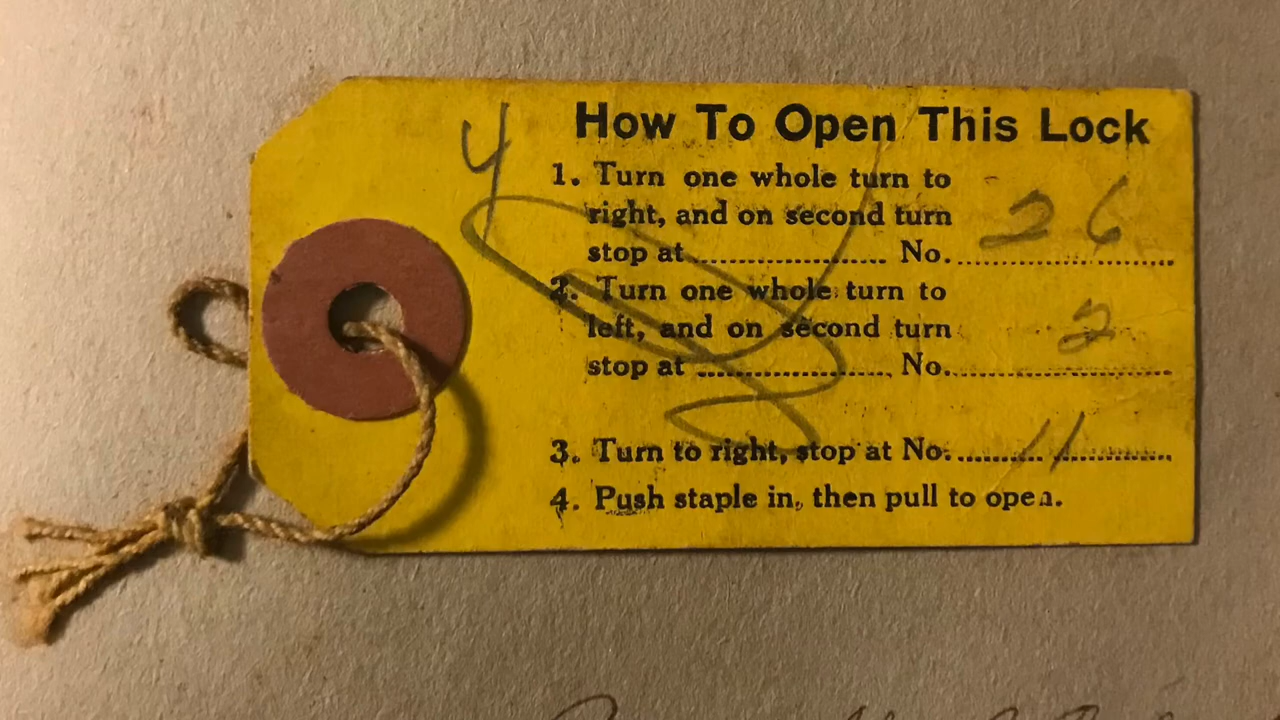 How To Open This Lock
1. Turn one whole turn to
right, and on second turn
stop at.................... No. 26
2. Turn one whole turn to
left, and on second turn
stop at .................... No. 2
3. Turn to right, stop at No. 11
4. Push staple in, then pull to open.